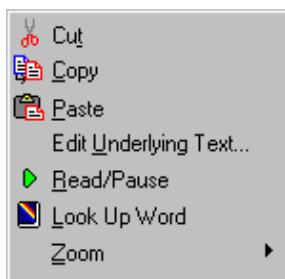 Cut
Copy
Paste
Edit Underlying Text...
Read/Pause
Look Up Word
Zoom